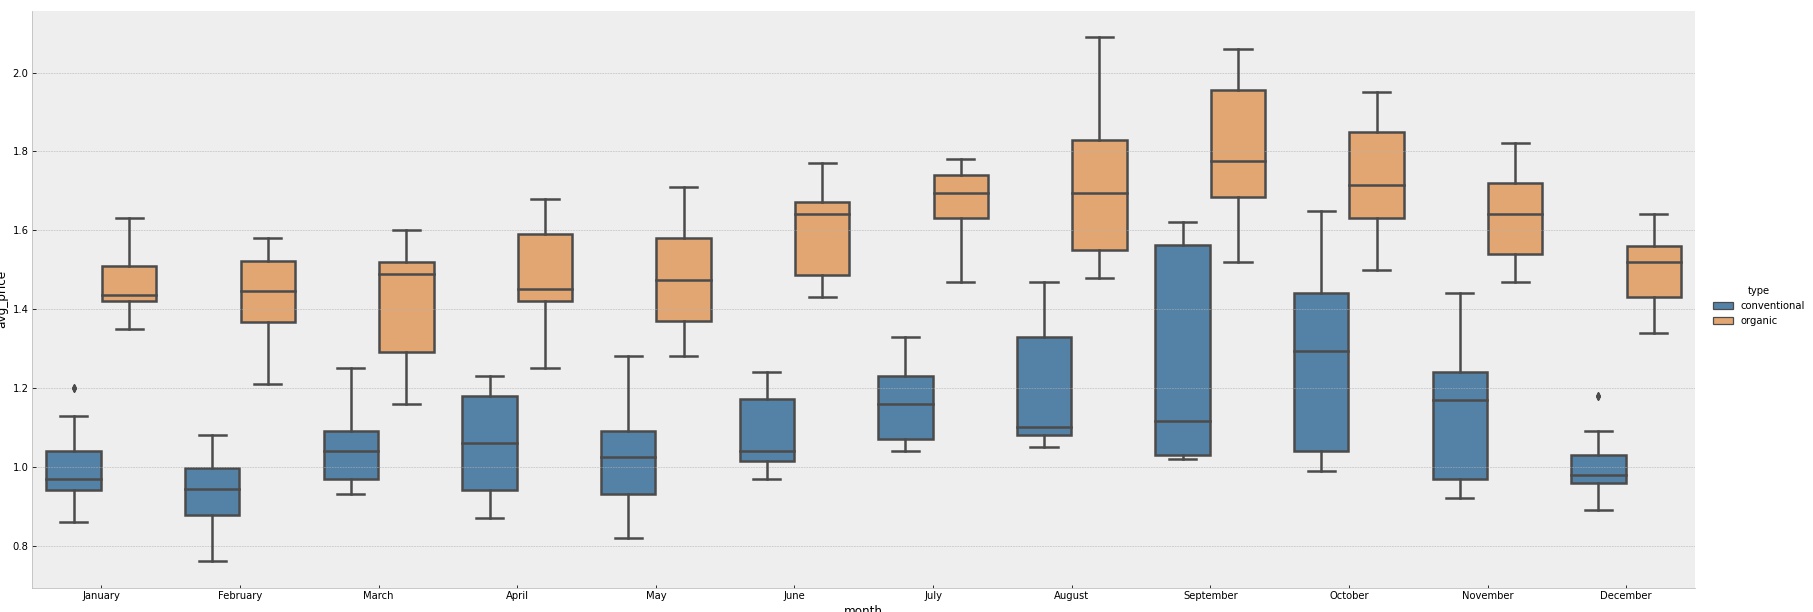 2.0
1.8
1.6
1.4
1.2
1.0
0.8
avg_price
January February March April May June July August September October November December
month
type
conventional
organic